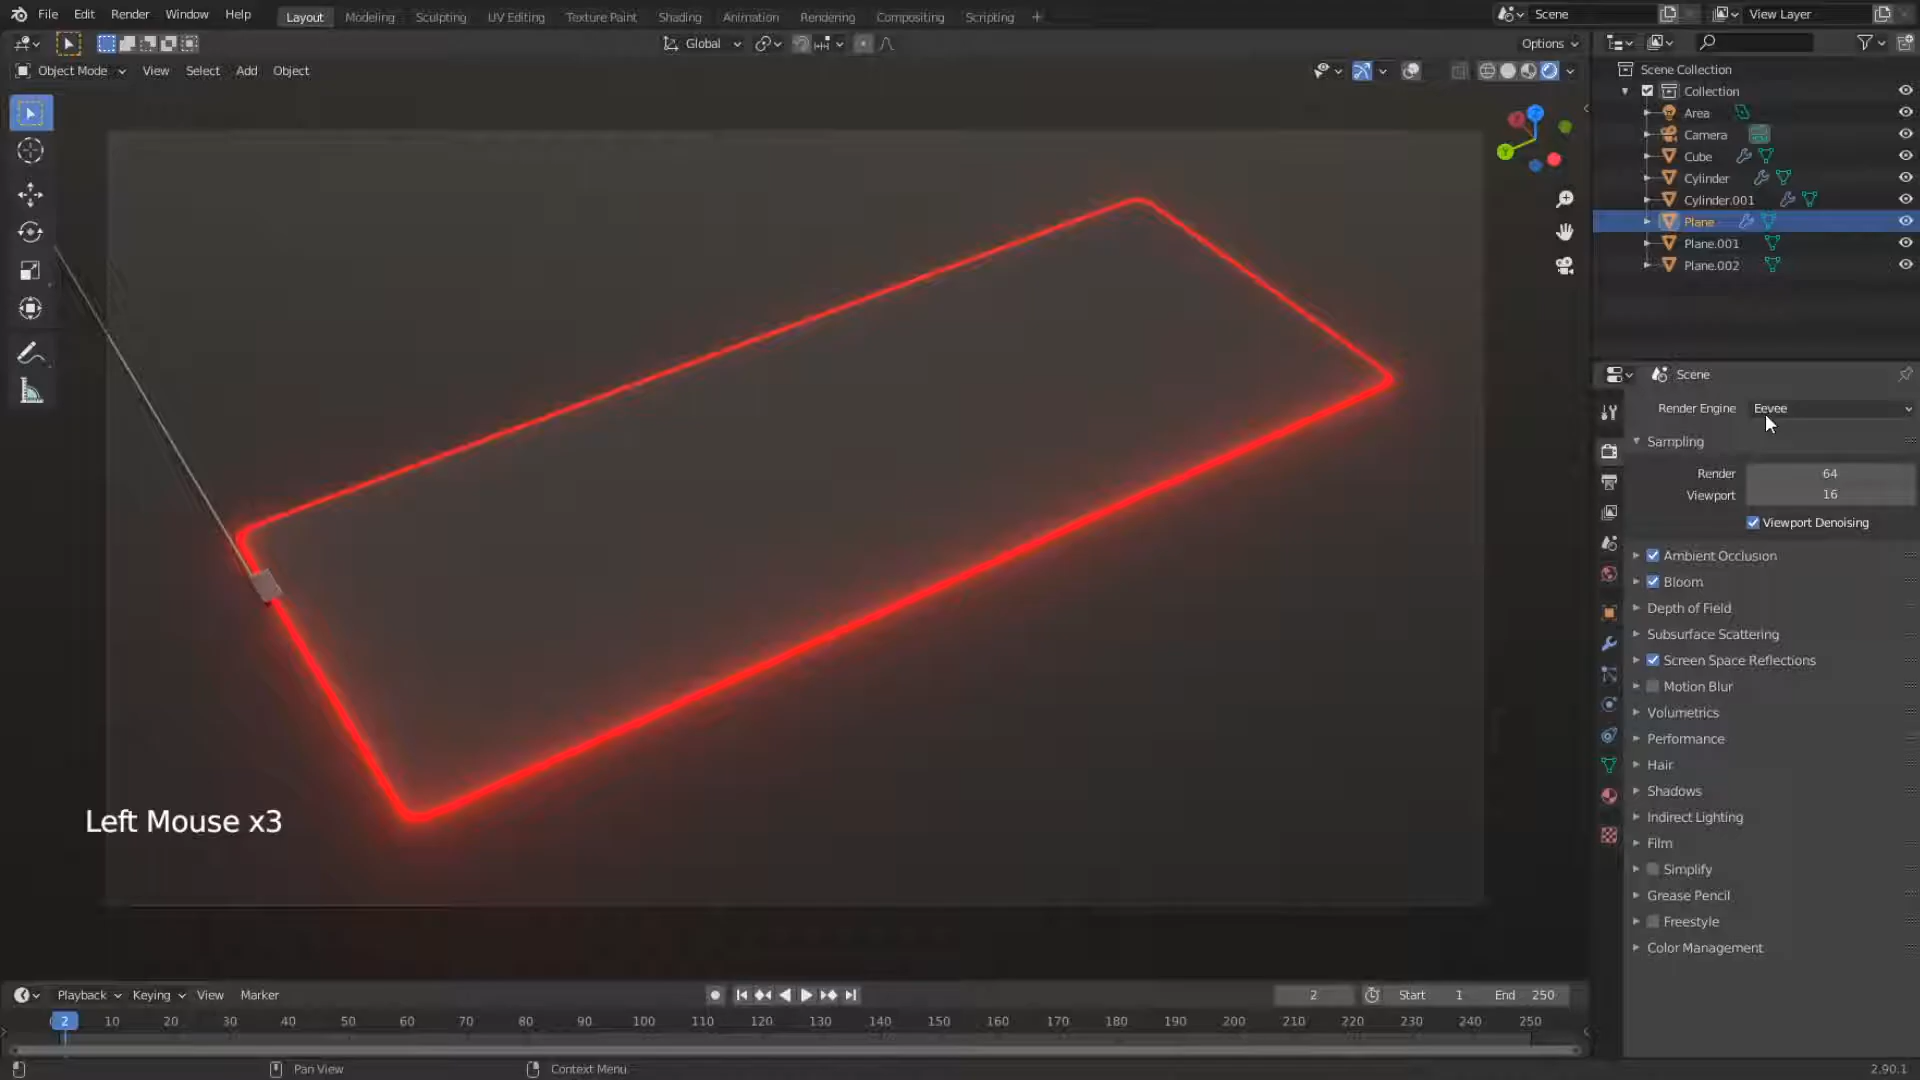 File Edit Render Window Help Layout Modeling Sculpting UV Editing Texture Paint Shading Animation Rendering Compositing Scripting + Scene View Layer
Global Options
Object Mode View Select Add Object
Scene Collection
Collection
Area
Camera
Cube
Cylinder
Cylinder.001
Plane
Plane.001
Plane.002
Scene
Render Engine Eevee
Sampling
Render 64
Viewport 16
Viewport Denoising
Ambient Occlusion
Bloom
Depth of Field
Subsurface Scattering
Screen Space Reflections
Motion Blur
Volumetrics
Performance
Hair
Shadows
Indirect Lighting
Film
Simplify
Grease Pencil
Freestyle
Color Management
Left Mouse x3
Playback Keying View Marker 2 Start 1 End 250
2 10 20 30 40 50 60 70 80 90 100 110 120 130 140 150 160 170 180 190 200 210 220 230 240 250
Pan View Context Menu 2.90.1